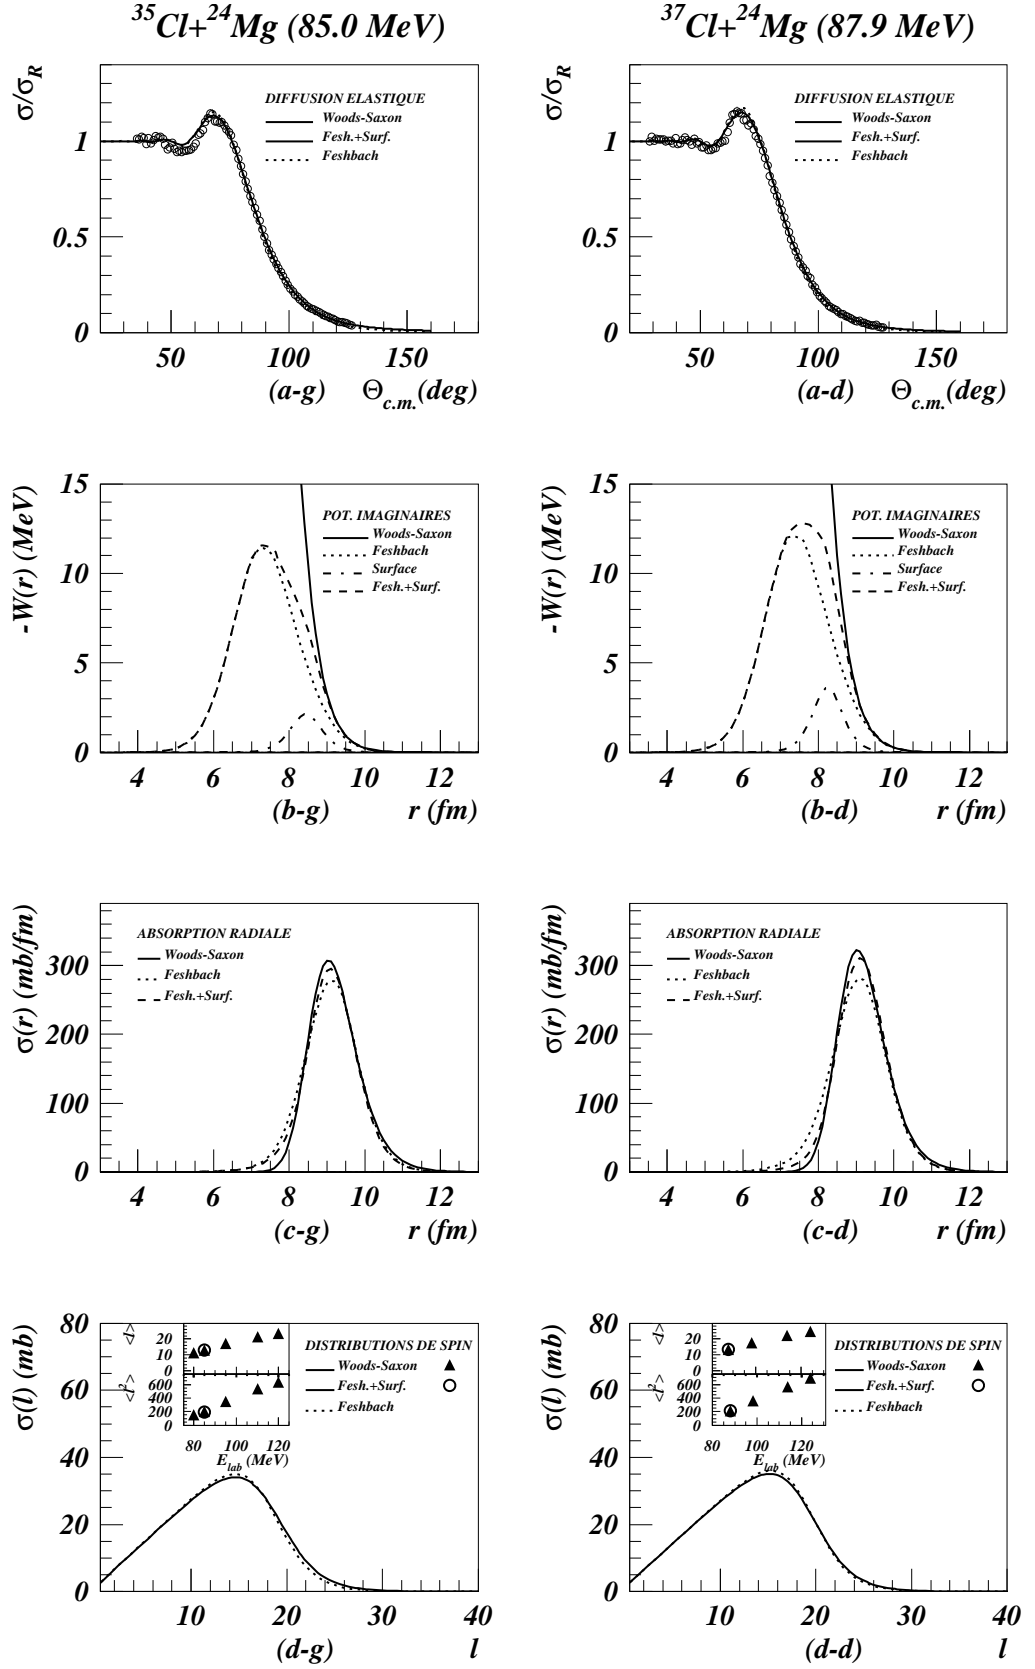 35Cl+24Mg (85.0 MeV)
37Cl+24Mg (87.9 MeV)
σ/σR
DIFFUSION ELASTIQUE
Woods-Saxon
Fesh.+Surf.
Feshbach
1
0.5
0
50 100 150
(a-g) Θc.m.(deg)
σ/σR
DIFFUSION ELASTIQUE
Woods-Saxon
Fesh.+Surf.
Feshbach
1
0.5
0
50 100 150
(a-d) Θc.m.(deg)
-W(r) (MeV)
POT. IMAGINAIRES
Woods-Saxon
Feshbach
Surface
Fesh.+Surf.
15
10
5
0
4 6 8 10 12
(b-g) r (fm)
-W(r) (MeV)
POT. IMAGINAIRES
Woods-Saxon
Feshbach
Surface
Fesh.+Surf.
15
10
5
0
4 6 8 10 12
(b-d) r (fm)
σ(r) (mb/fm)
ABSORPTION RADIALE
Woods-Saxon
Feshbach
Fesh.+Surf.
300
200
100
0
4 6 8 10 12
(c-g) r (fm)
σ(r) (mb/fm)
ABSORPTION RADIALE
Woods-Saxon
Feshbach
Fesh.+Surf.
300
200
100
0
4 6 8 10 12
(c-d) r (fm)
σ(l) (mb)
DISTRIBUTIONS DE SPIN
Woods-Saxon
Fesh.+Surf.
Feshbach
80
60
40
20
0
<l>
20
10
0
<l2>
600
400
200
0
80 100 120
Elab (MeV)
10 20 30 40
(d-g) l
σ(l) (mb)
DISTRIBUTIONS DE SPIN
Woods-Saxon
Fesh.+Surf.
Feshbach
80
60
40
20
0
<l>
20
10
0
<l2>
600
400
200
0
80 100 120
Elab (MeV)
10 20 30 40
(d-d) l